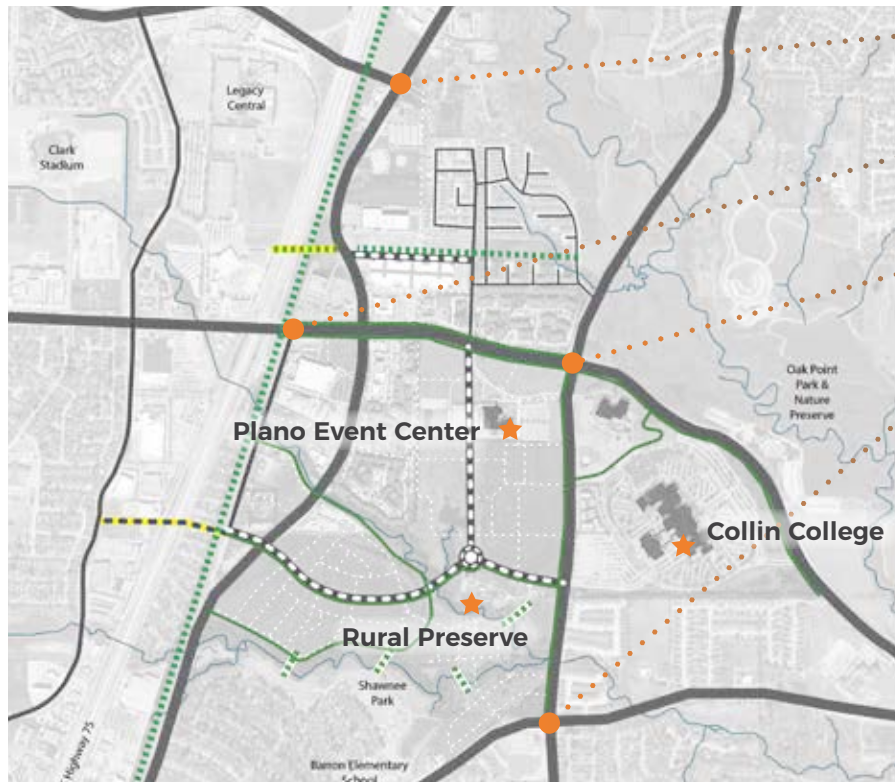 Legacy
Central
Clark
Stadium
Oak Point
Park &
Nature
Preserve
Plano Event Center
Collin College
Rural Preserve
Shawnee
Park
Highway 75
Barron Elementary
School